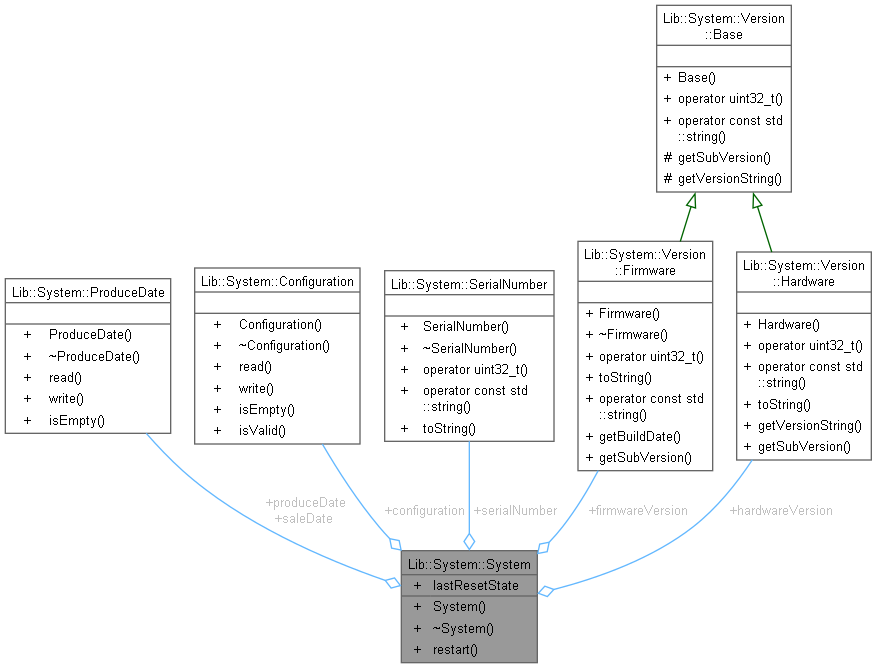 Lib::System::Version
::Base
+ Base()
+ operator uint32_t()
+ operator const std
::string()
# getSubVersion()
# getVersionString()
Lib::System::ProduceDate
+ ProduceDate()
+ ~ProduceDate()
+ read()
+ write()
+ isEmpty()
Lib::System::Configuration
+ Configuration()
+ ~Configuration()
+ read()
+ write()
+ isEmpty()
+ isValid()
Lib::System::SerialNumber
+ SerialNumber()
+ ~SerialNumber()
+ operator uint32_t()
+ operator const std
::string()
+ toString()
Lib::System::Version
::Firmware
+ Firmware()
+ ~Firmware()
+ operator uint32_t()
+ toString()
+ operator const std
::string()
+ getBuildDate()
+ getSubVersion()
Lib::System::Version
::Hardware
+ Hardware()
+ operator uint32_t()
+ operator const std
::string()
+ toString()
+ getVersionString()
+ getSubVersion()
+produceDate
+saleDate
+configuration
+serialNumber
+firmwareVersion
+hardwareVersion
Lib::System::System
+ lastResetState
+ System()
+ ~System()
+ restart()